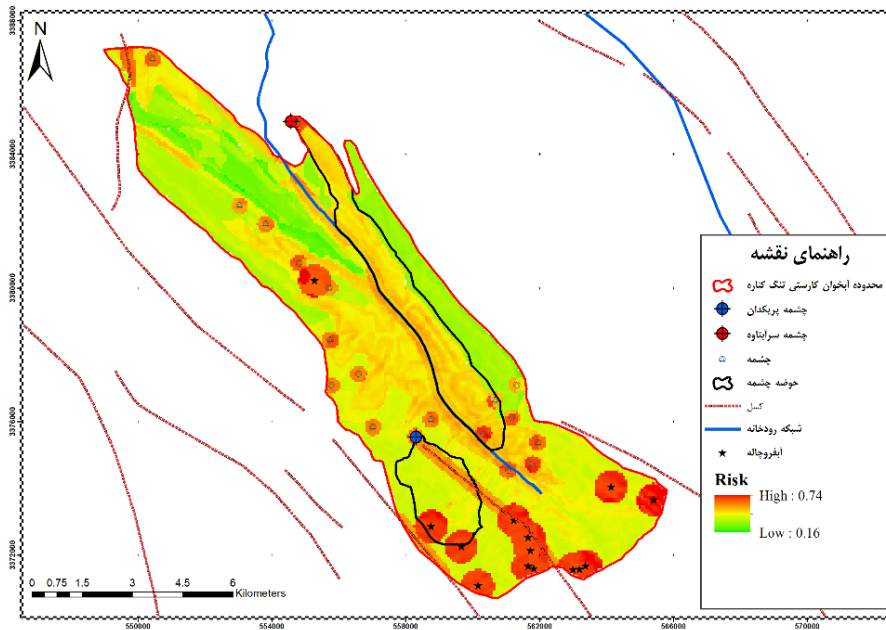 N
3388000
3384000
3380000
3376000
3372000
550000
554000
558000
562000
566000
570000
0 0.75 1.5 3 4.5 6
Kilometers
راهنمای نقشه
محدوده آبخوان کارستی تنگ کناره
چشمه پربکدان
چشمه سرآبتاوه
چشمه
حوضه چشمه
گسل
شبکه رودخانه
آبفروچاله
Risk
High : 0.74
Low : 0.16